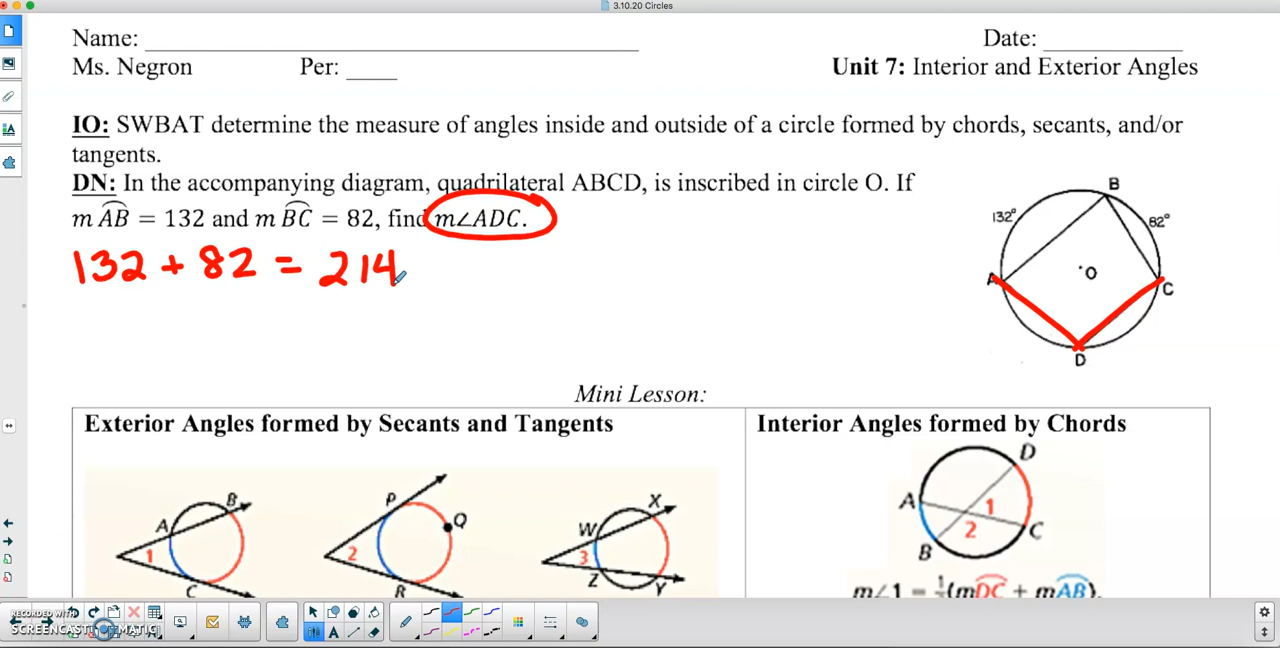 3.10.20 Circles
Name: ____ Date: ____
Ms. Negron Per: ____ Unit 7: Interior and Exterior Angles
IO: SWBAT determine the measure of angles inside and outside of a circle formed by chords, secants, and/or
tangents.
DN: In the accompanying diagram, quadrilateral ABCD, is inscribed in circle O. If
m AB = 132 and m BC = 82, find m∠ADC.
132 + 82 = 214
B
132°
82°
O
A
C
D
Mini Lesson:
Exterior Angles formed by Secants and Tangents
Interior Angles formed by Chords
A B 1 C
P Q 2 R
W X 3 Z Y
A D 1 2 B C
m∠1 = ½(mDC + mAB).
RECORDED WITH
SCREENCAST MATIC